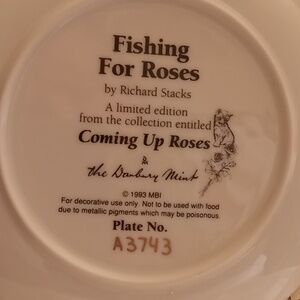 Fishing
For Roses
by Richard Stacks
A limited edition
from the collection entitled
Coming Up Roses
The Danbury Mint
© 1993 MBI
For decorative use only. Not to be used with food
due to metallic pigments which may be poisonous.
Plate No.
A3743